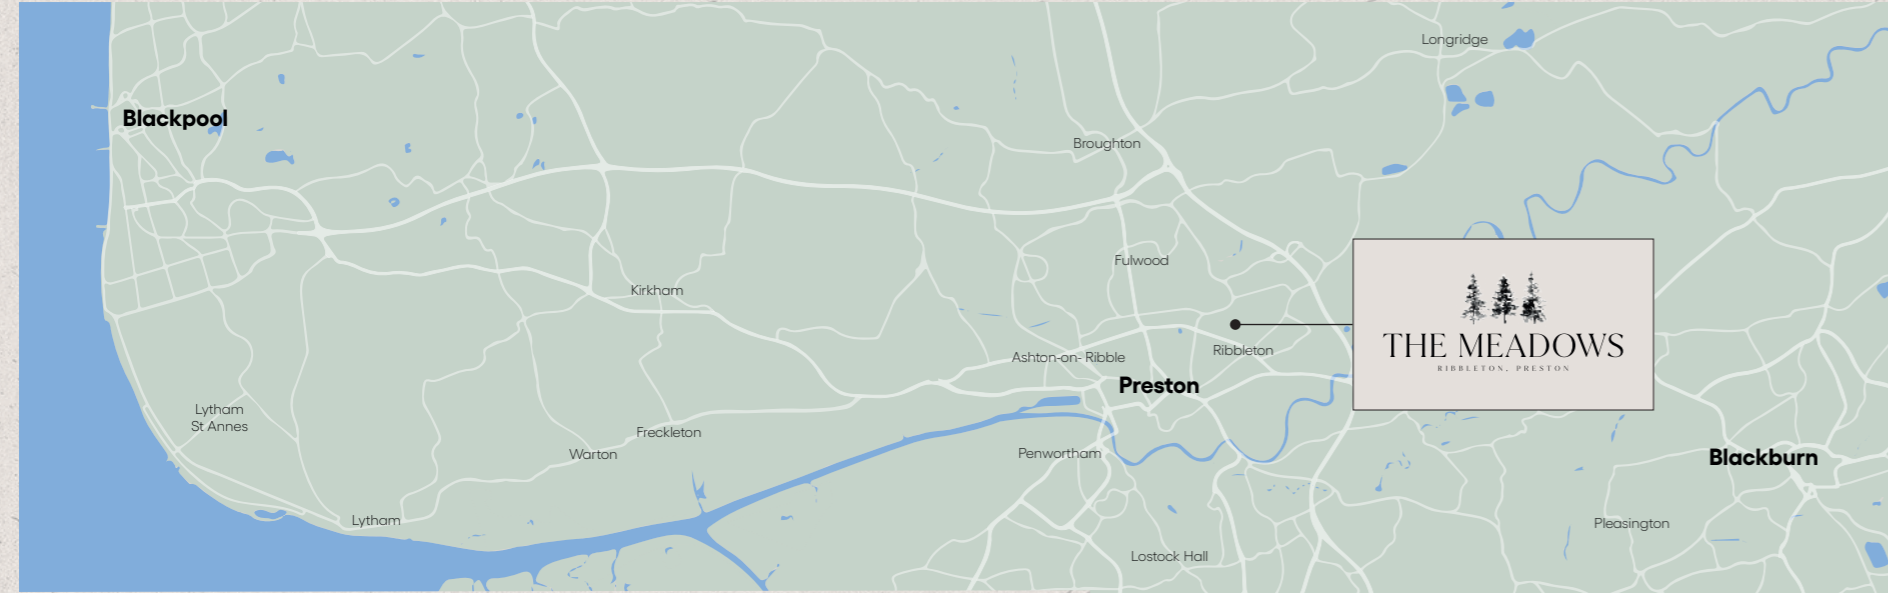 Longridge
Blackpool
Broughton
Fulwood
Kirkham
THE MEADOWS
RIBBLETON, PRESTON
Ribbleton
Ashton-on- Ribble
Preston
Lytham
St Annes
Freckleton
Warton
Penwortham
Blackburn
Lytham
Pleasington
Lostock Hall